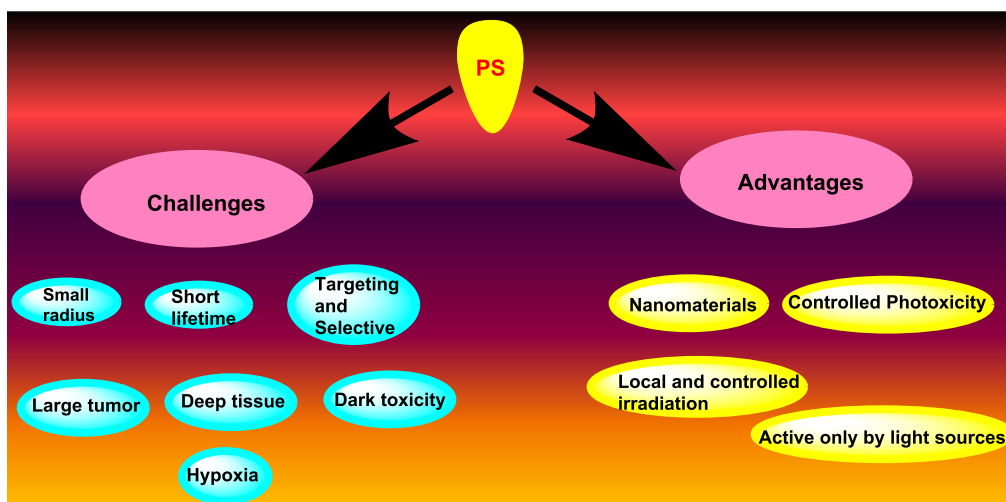 PS
Challenges
Advantages
Small
radius
Short
lifetime
Targeting
and
Selective
Large tumor
Deep tissue
Dark toxicity
Hypoxia
Nanomaterials
Controlled Photoxicity
Local and controlled
irradiation
Active only by light sources